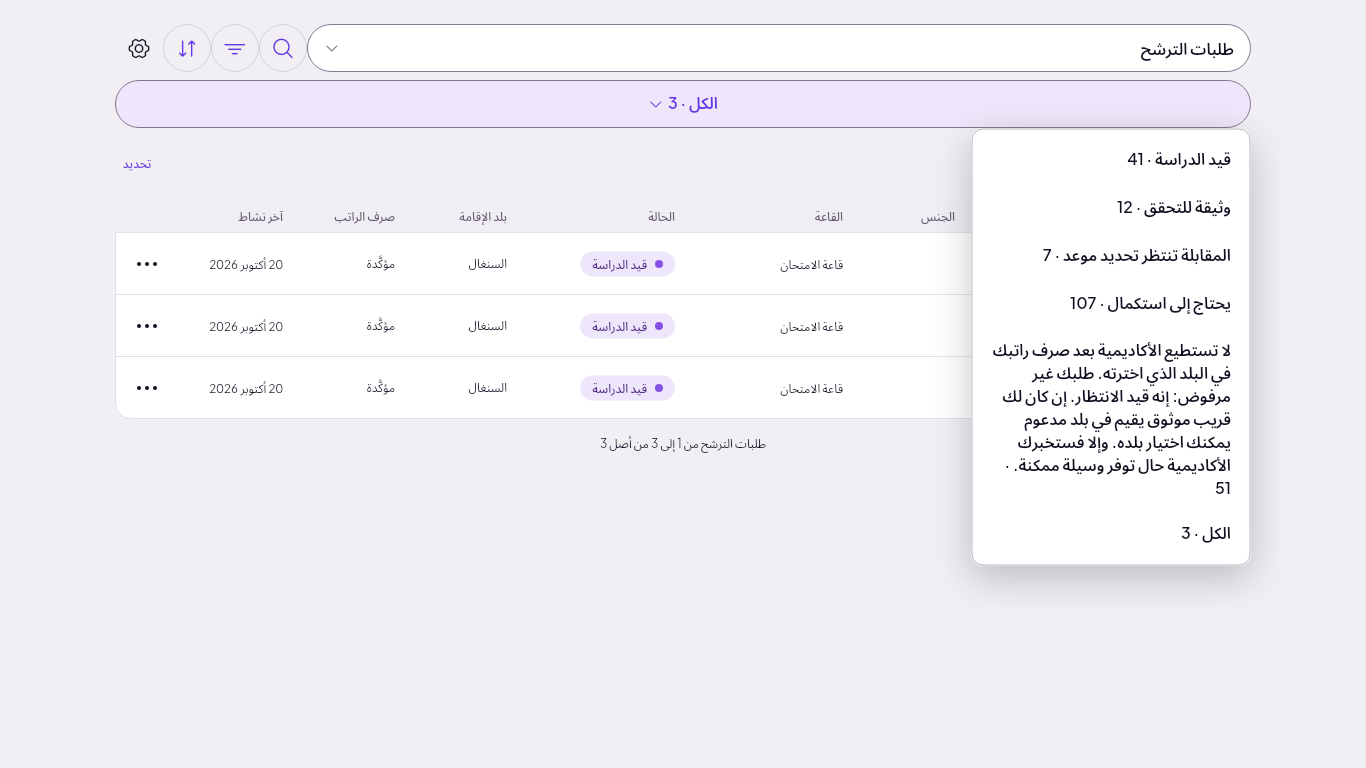 طلبات الترشح
الكل · 3
تحديد
الجنس القاعة الحالة بلد الإقامة صرف الراتب آخر نشاط
قاعة الامتحان قيد الدراسة السنغال مؤكَّدة 20 أكتوبر 2026
قاعة الامتحان قيد الدراسة السنغال مؤكَّدة 20 أكتوبر 2026
قاعة الامتحان قيد الدراسة السنغال مؤكَّدة 20 أكتوبر 2026
طلبات الترشح من 1 إلى 3 من أصل 3
قيد الدراسة · 41
وثيقة للتحقق · 12
المقابلة تنتظر تحديد موعد · 7
يحتاج إلى استكمال · 107
لا تستطيع الأكاديمية بعد صرف راتبك
في البلد الذي اخترته. طلبك غير
مرفوض: إنه قيد الانتظار. إن كان لك
قريب موثوق يقيم في بلد مدعوم
يمكنك اختيار بلده. وإلا فستخبرك
الأكاديمية حال توفر وسيلة ممكنة. ·
51
الكل · 3